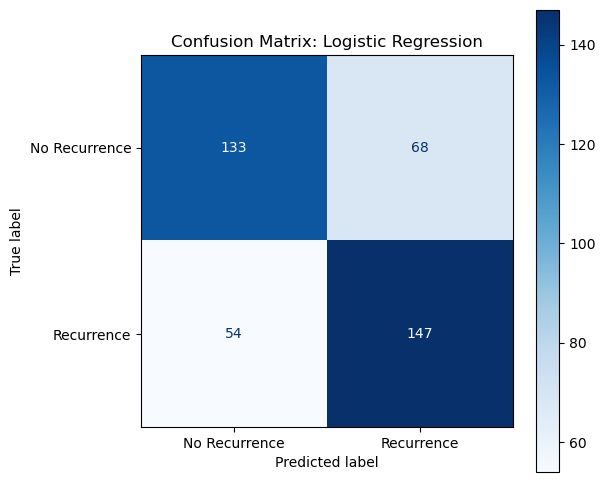 Confusion Matrix: Logistic Regression
140
No Recurrence
133
68
120
True label
100
80
Recurrence
54
147
60
No Recurrence
Recurrence
Predicted label